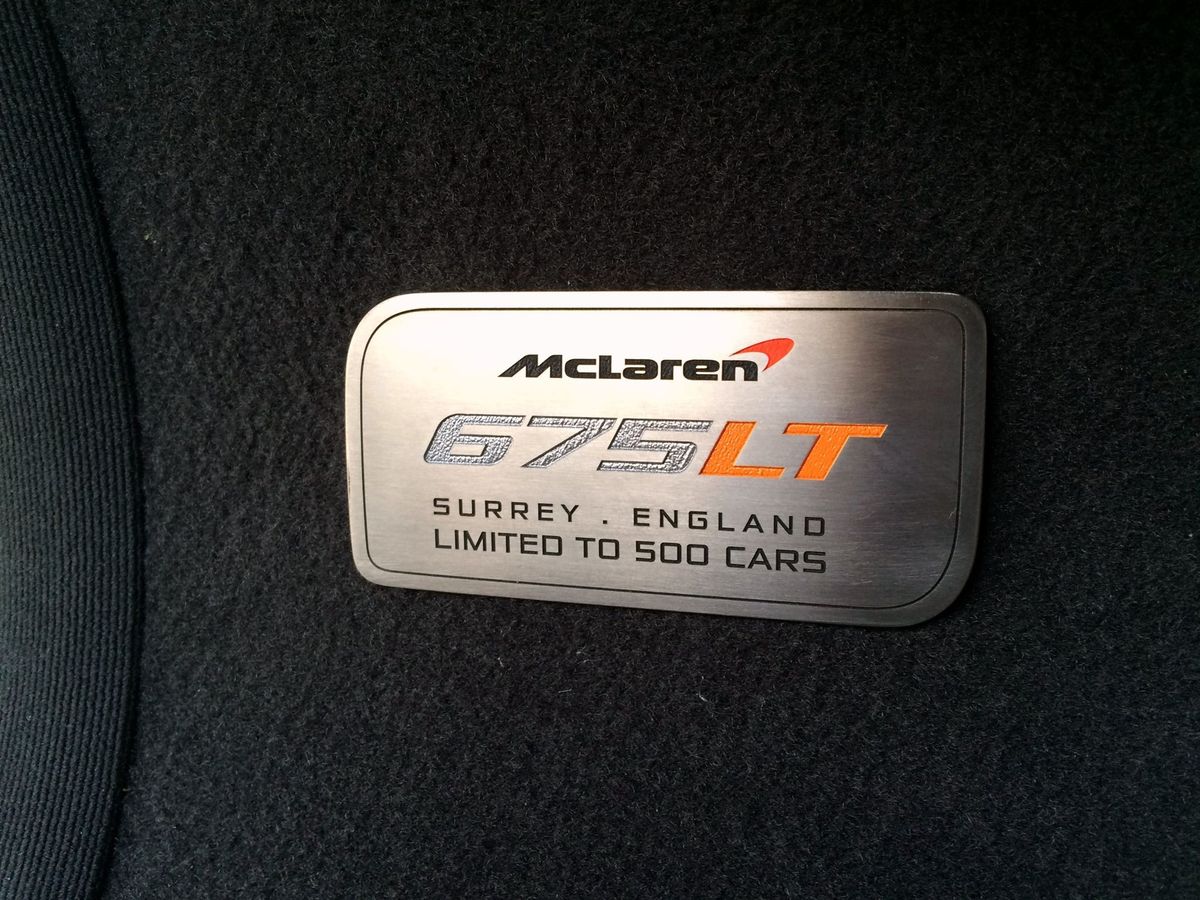 McLaren
675LT
SURREY . ENGLAND
LIMITED TO 500 CARS